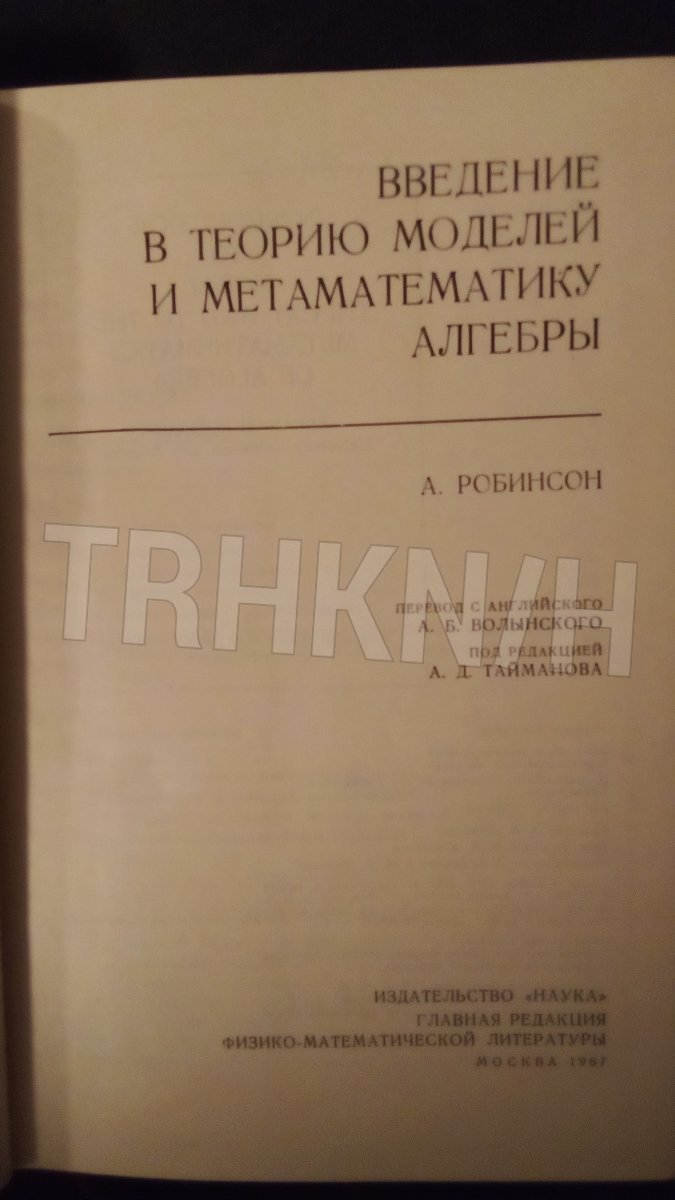 ВВЕДЕНИЕ
В ТЕОРИЮ МОДЕЛЕЙ
И МЕТАМАТЕМАТИКУ
АЛГЕБРЫ
А. РОБИНСОН
TRHKN/H
ПЕРЕВОД С АНГЛИЙСКОГО
А. Б. ВОЛЫНСКОГО
ПОД РЕДАКЦИЕЙ
А. Д. ТАЙМАНОВА
ИЗДАТЕЛЬСТВО «НАУКА»
ГЛАВНАЯ РЕДАКЦИЯ
ФИЗИКО-МАТЕМАТИЧЕСКОЙ ЛИТЕРАТУРЫ
МОСКВА 1967